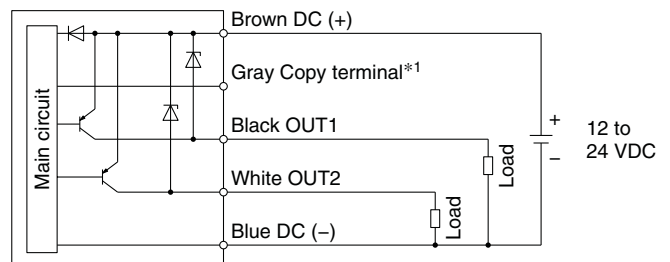 Brown DC (+)
Gray Copy terminal*1
Main circuit
Black OUT1
+
12 to
24 VDC
−
Load
White OUT2
Load
Blue DC (−)